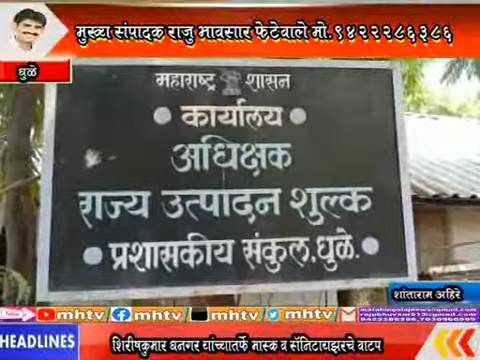 मुख्य संपादक राजु भावसार फेटेवाले मो.९४२२२८६३८६
धुळे
महाराष्ट्र शासन
कार्यालय
अधिक्षक
राज्य उत्पादन शुल्क
प्रशासकीय संकुल.धुळे.
शांताराम अहिरे
mhtv mhtv mhtv mhtv
HEADLINES
शिरीषकुमार धनगर यांच्यातर्फे मास्क व सॅनिटायझरचे वाटप